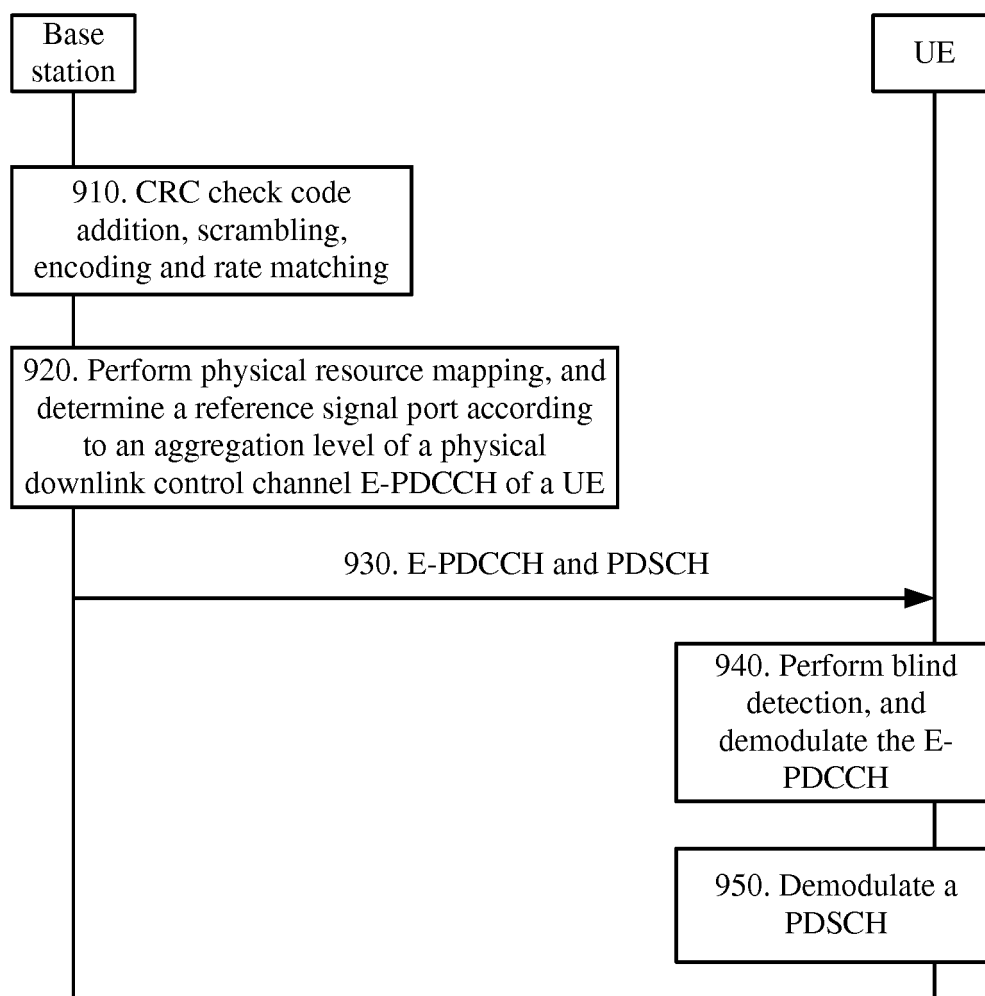 Base
station
UE
910. CRC check code
addition, scrambling,
encoding and rate matching
920. Perform physical resource mapping, and
determine a reference signal port according
to an aggregation level of a physical
downlink control channel E-PDCCH of a UE
930. E-PDCCH and PDSCH
940. Perform blind
detection, and
demodulate the E-
PDCCH
950. Demodulate a
PDSCH